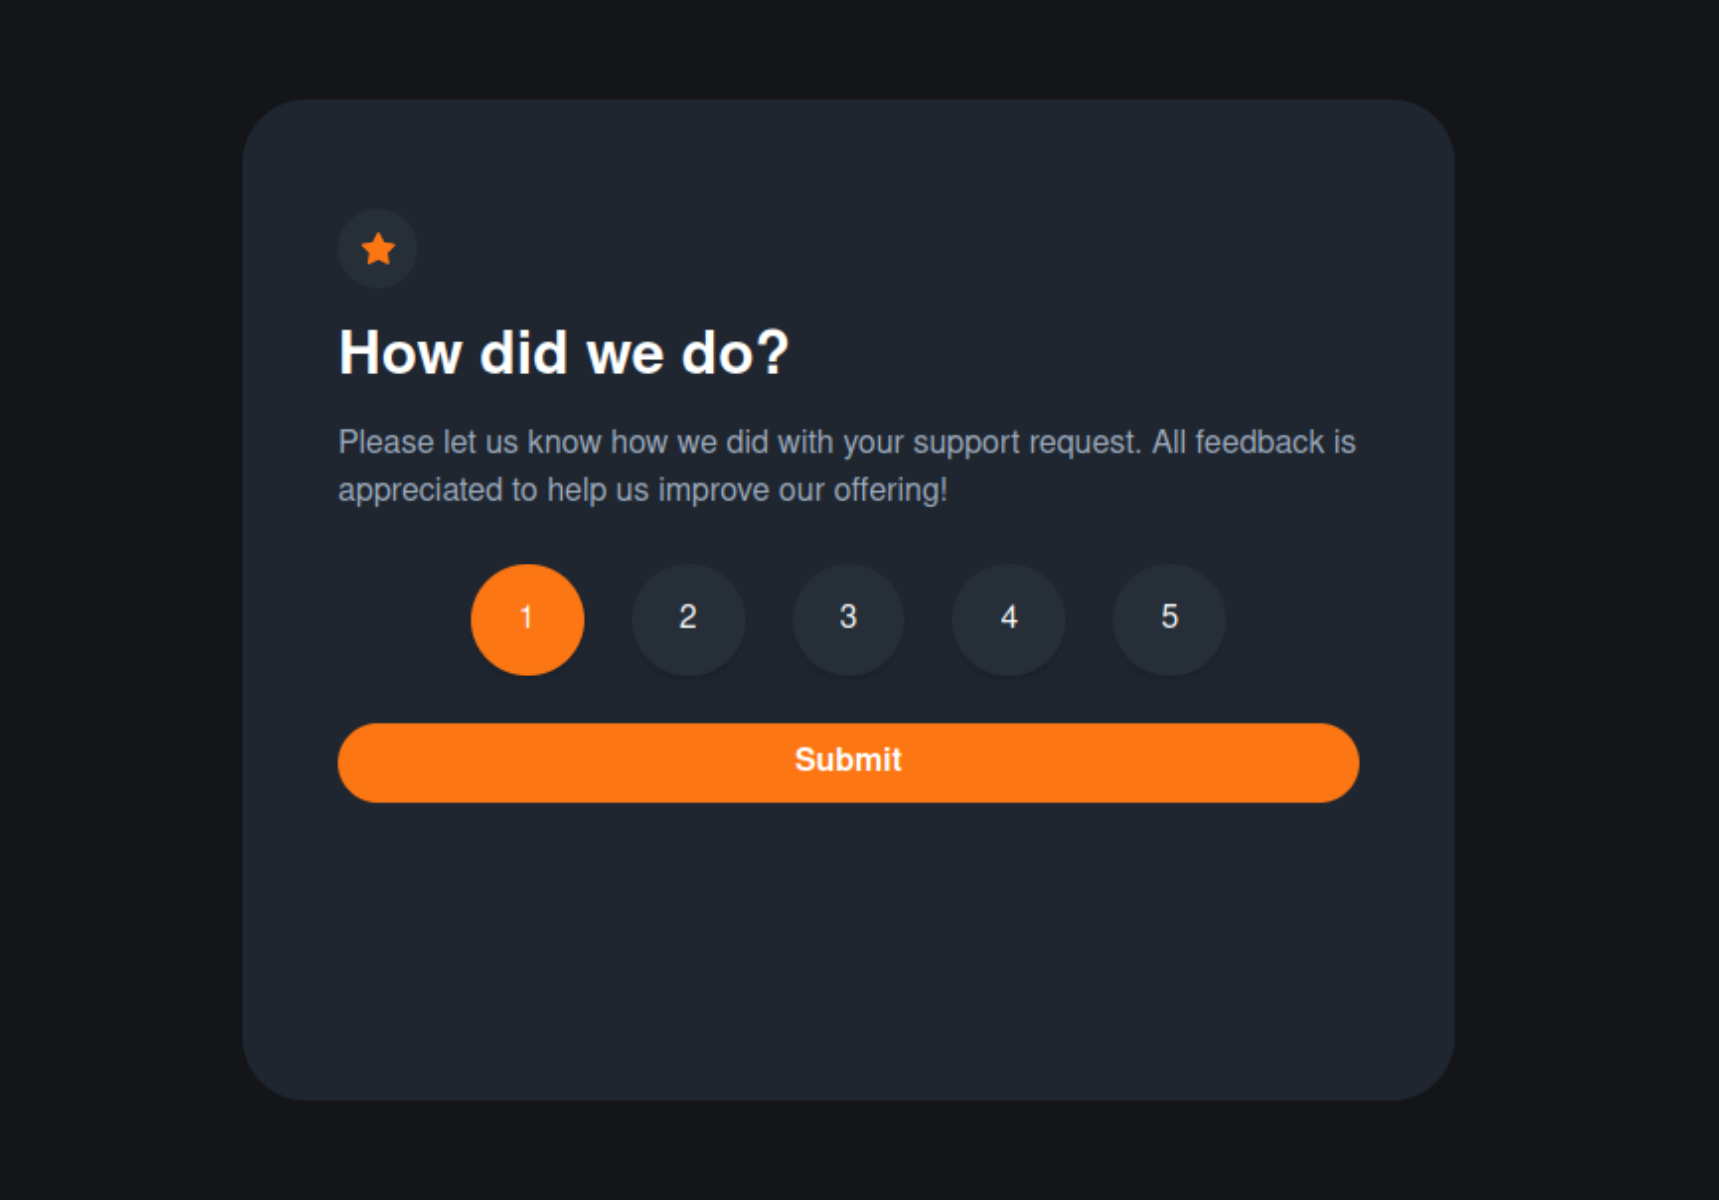 How did we do?
Please let us know how we did with your support request. All feedback is
appreciated to help us improve our offering!
1 2 3 4 5
Submit